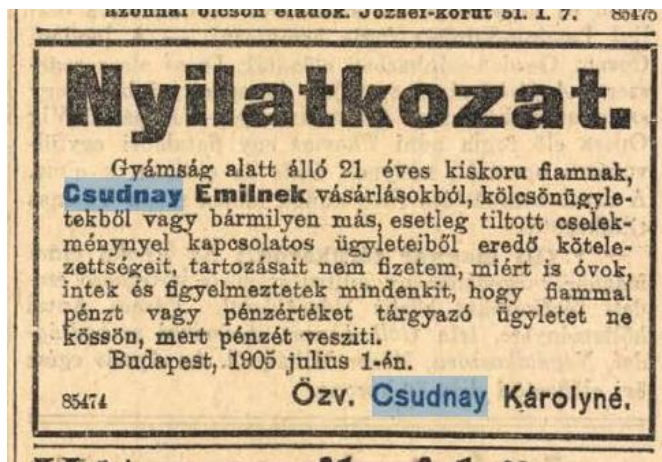 azonnal olcsón eladók. József-körut 51. I. 7. 85475
Nyilatkozat.
Gyámság alatt álló 21 éves kiskoru fiamnak,
Csudnay Emilnek vásárlásokból, kölcsönügyle-
tekből vagy bármilyen más, esetleg tiltott cselek-
ménynyel kapcsolatos ügyleteiből eredő kötele-
zettségeit, tartozásait nem fizetem, miért is óvok,
intek és figyelmeztetek mindenkit, hogy fiammal
pénzt vagy pénzértéket tárgyazó ügyletet ne
kössön, mert pénzét vesziti.
Budapest, 1905 julius 1-én.
85474 Özv. Csudnay Károlyné.